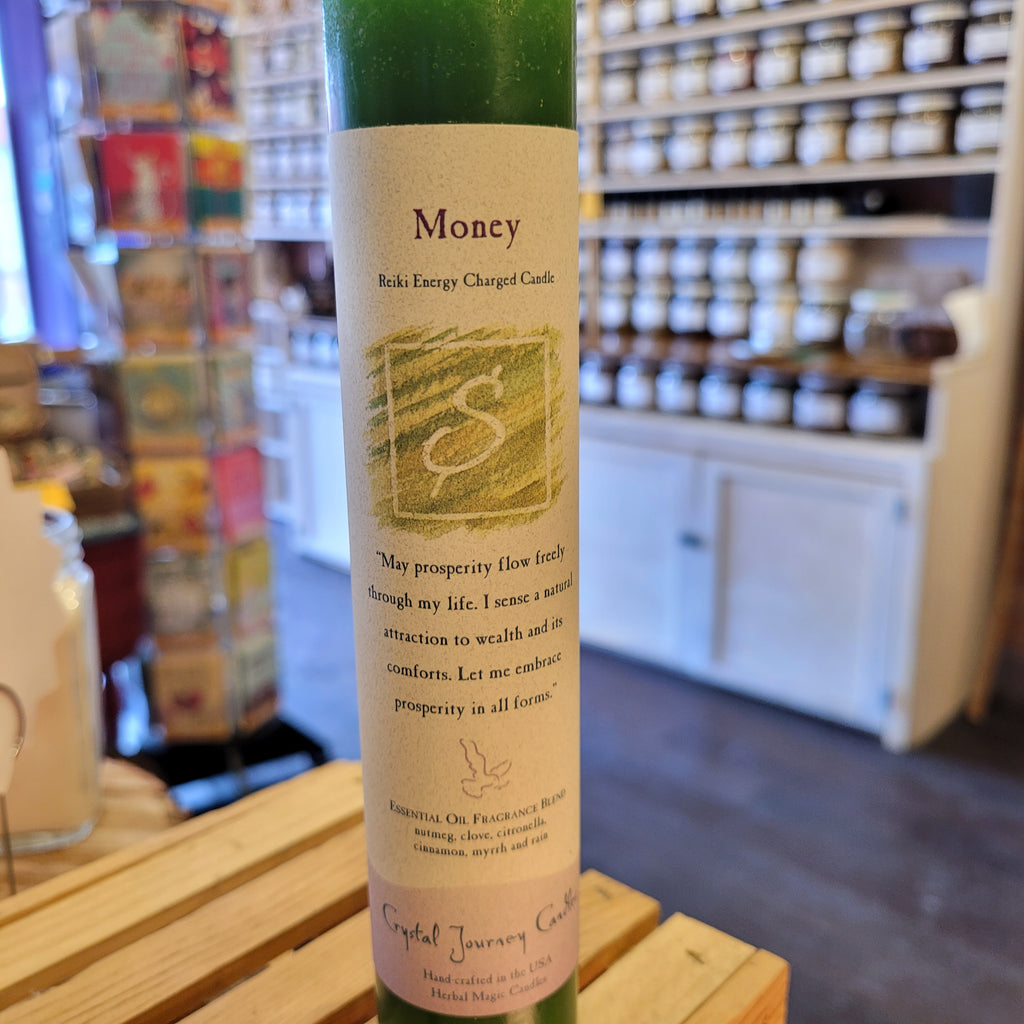 Money
Reiki Energy Charged Candle
$
"May prosperity flow freely
through my life. I sense a natural
attraction to wealth and its
comforts. Let me embrace
prosperity in all forms."
Essential Oil Fragrance Blend
nutmeg, clove, citronella,
cinnamon, myrrh and rain
Crystal Journey Candles
Hand-crafted in the USA
Herbal Magic Candles